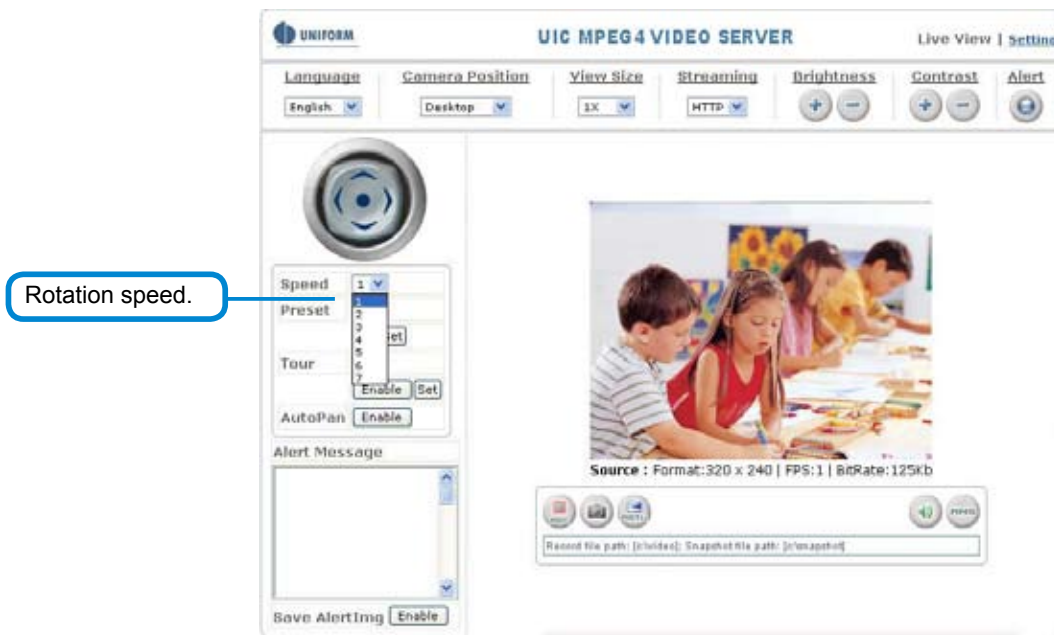 UNIFORM
UIC MPEG4 VIDEO SERVER
Live View | Setting
Language
Camera Position
View Size
Streaming
Brightness
Contrast
Alert
English
Desktop
1X
HTTP
+ -
+ -
Rotation speed.
Speed 1
1
2
3
4
5
6
7
Preset
Tour
Enable Set
AutoPan Enable
Alert Message
Save AlertImg Enable
Source : Format:320 x 240 | FPS:1 | BitRate:125Kb
Record file path: [c:\video]; Snapshot file path: [c:\snapshot]